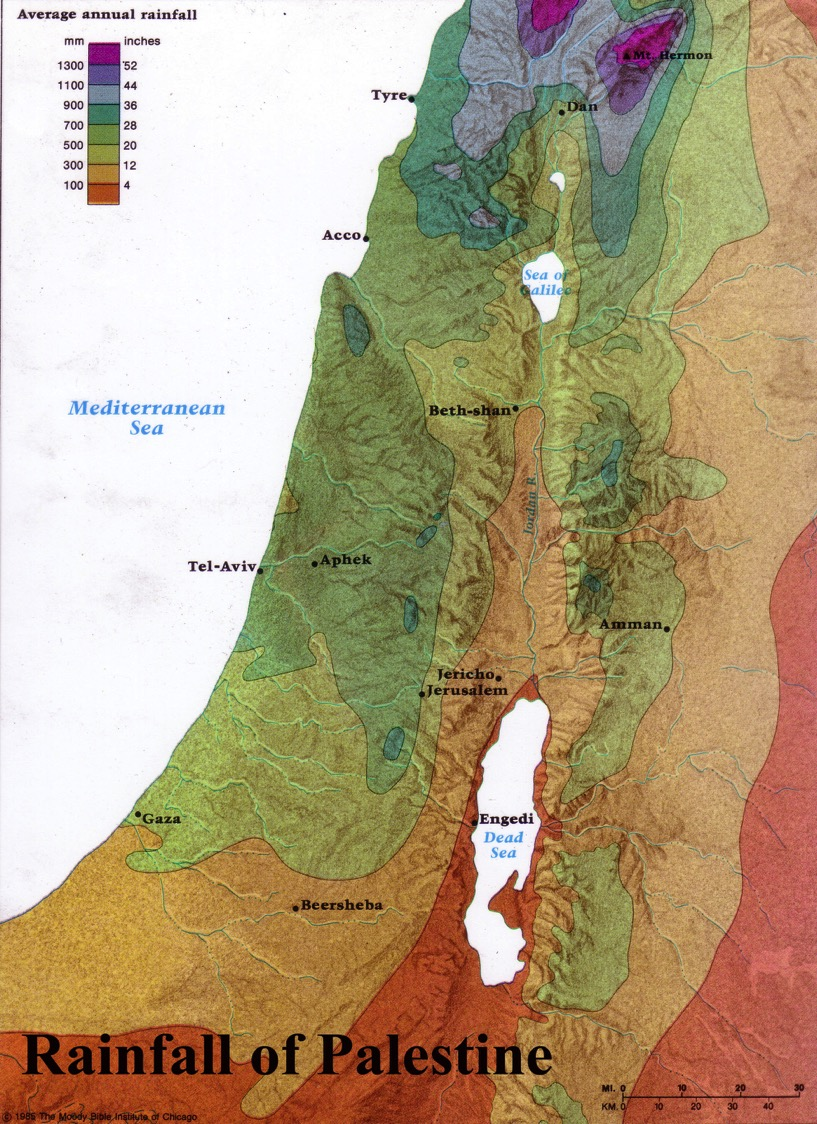 Average annual rainfall
mm inches
1300 52
1100 44
900 36
700 28
500 20
300 12
100 4
Mt. Hermon
Tyre
Dan
Acco
Sea of
Galilee
Mediterranean
Sea
Beth-shan
Jordan R.
Tel-Aviv
Aphek
Amman
Jericho
Jerusalem
Gaza
Engedi
Dead
Sea
Beersheba
Rainfall of Palestine
MI. 0 10 20 30
KM. 0 10 20 30 40
© 1985 The Moody Bible Institute of Chicago